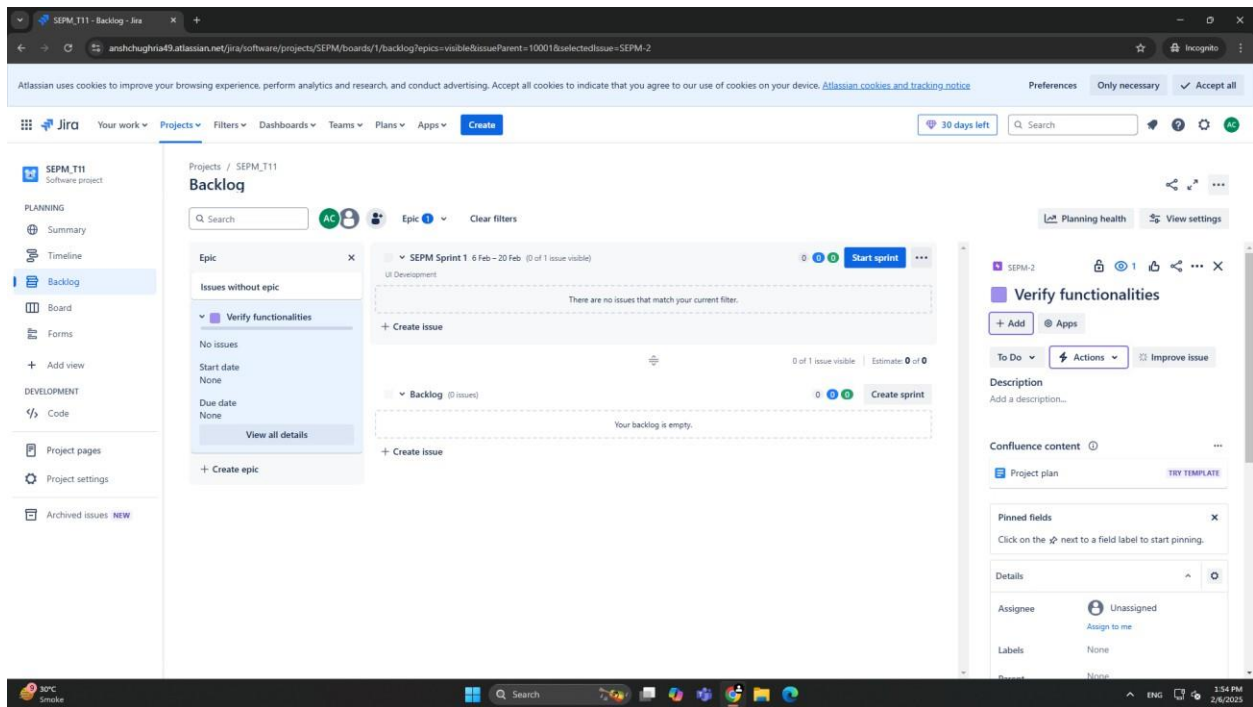 SEPM_T11 - Backlog - Jira
anshchughria49.atlassian.net/jira/software/projects/SEPM/boards/1/backlog?epics=visible&issueParent=10001&selectedIssue=SEPM-2
Incognito
Atlassian uses cookies to improve your browsing experience, perform analytics and research, and conduct advertising. Accept all cookies to indicate that you agree to our use of cookies on your device. Atlassian cookies and tracking notice
Preferences
Only necessary
Accept all
Jira
Your work
Projects
Filters
Dashboards
Teams
Plans
Apps
Create
30 days left
Search
AC
SEPM_T11
Software project
PLANNING
Summary
Timeline
Backlog
Board
Forms
Add view
DEVELOPMENT
Code
Project pages
Project settings
Archived issues NEW
Projects / SEPM_T11
Backlog
Search
AC
Epic 1
Clear filters
Planning health
View settings
Epic
Issues without epic
Verify functionalities
No issues
Start date
None
Due date
None
View all details
+ Create epic
SEPM Sprint 1 6 Feb – 20 Feb (0 of 1 issue visible)
0 0 0
Start sprint
UI Development
There are no issues that match your current filter.
+ Create issue
0 of 1 issue visible
Estimate: 0 of 0
Backlog (0 issues)
0 0 0
Create sprint
Your backlog is empty.
+ Create issue
SEPM-2
1
Verify functionalities
+ Add
Apps
To Do
Actions
Improve issue
Description
Add a description...
Confluence content
Project plan
TRY TEMPLATE
Pinned fields
Click on the next to a field label to start pinning.
Details
Assignee
Unassigned
Assign to me
Labels
None
Parent
None
9
30°C
Smoke
Search
ENG
1:54 PM
2/6/2025